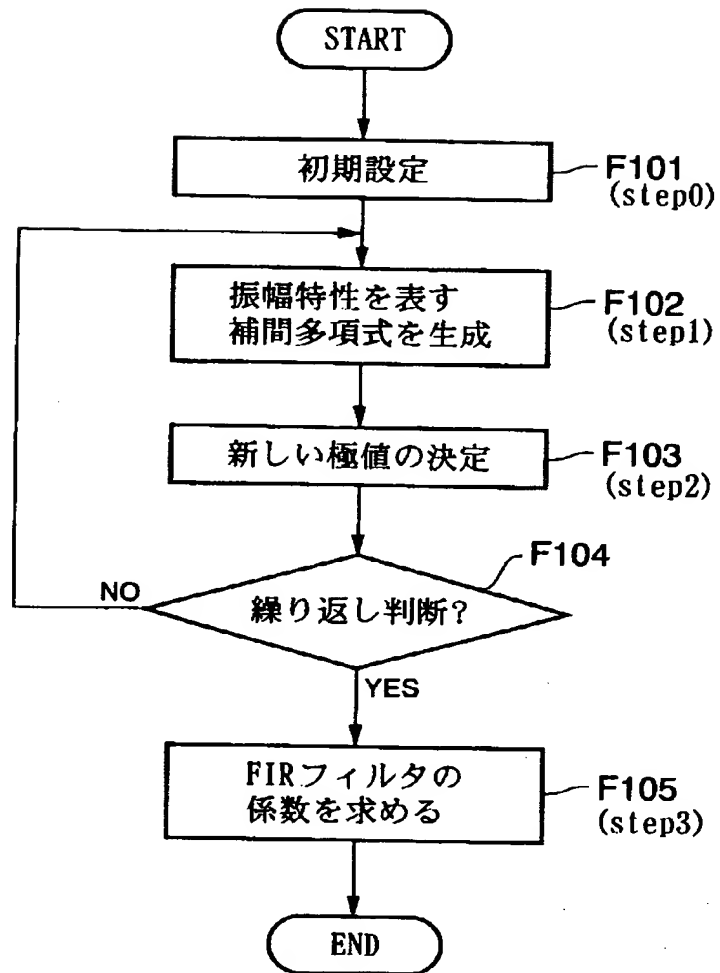 START
初期設定
F101
(step0)
振幅特性を表す
補間多項式を生成
F102
(step1)
新しい極値の決定
F103
(step2)
F104
繰り返し判断?
NO
YES
FIRフィルタの
係数を求める
F105
(step3)
END